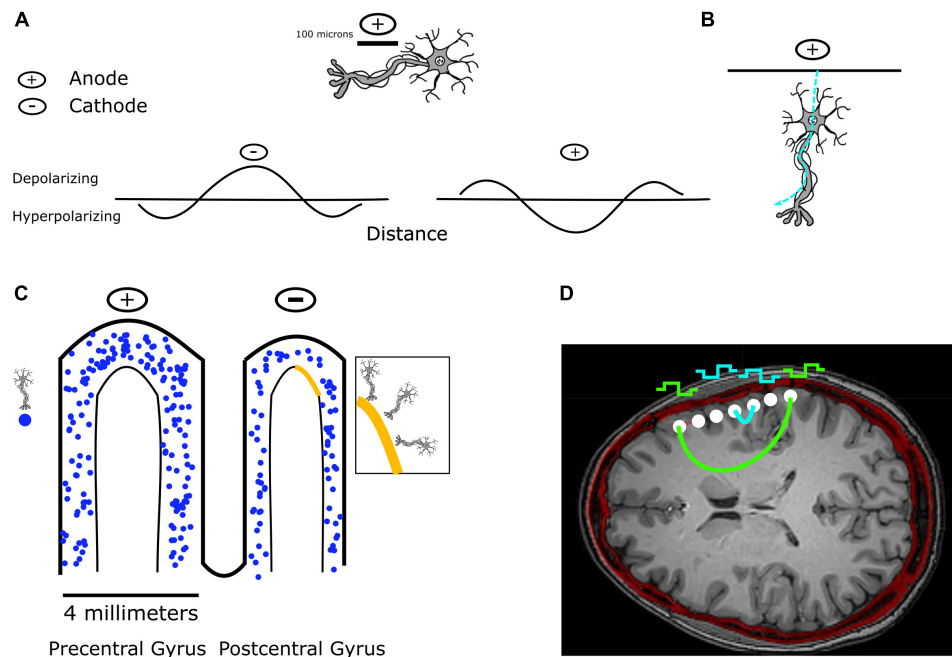 A
100 microns
+
+ Anode
- Cathode
-
+
Depolarizing
Hyperpolarizing
Distance
B
+
C
+
-
4 millimeters
Precentral Gyrus
Postcentral Gyrus
D